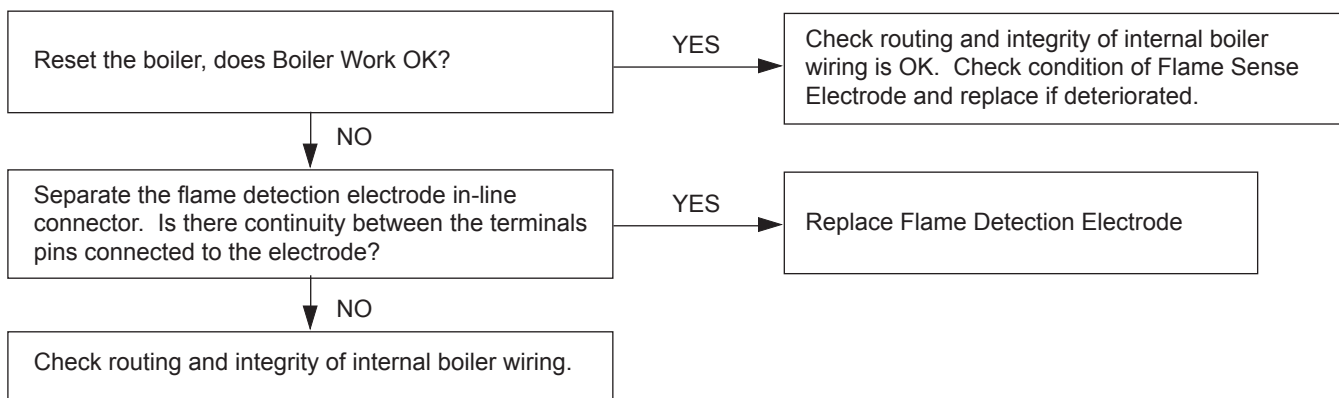 Reset the boiler, does Boiler Work OK?
YES
Check routing and integrity of internal boiler
wiring is OK.  Check condition of Flame Sense
Electrode and replace if deteriorated.
NO
Separate the flame detection electrode in-line
connector.  Is there continuity between the terminals
pins connected to the electrode?
YES
Replace Flame Detection Electrode
NO
Check routing and integrity of internal boiler wiring.